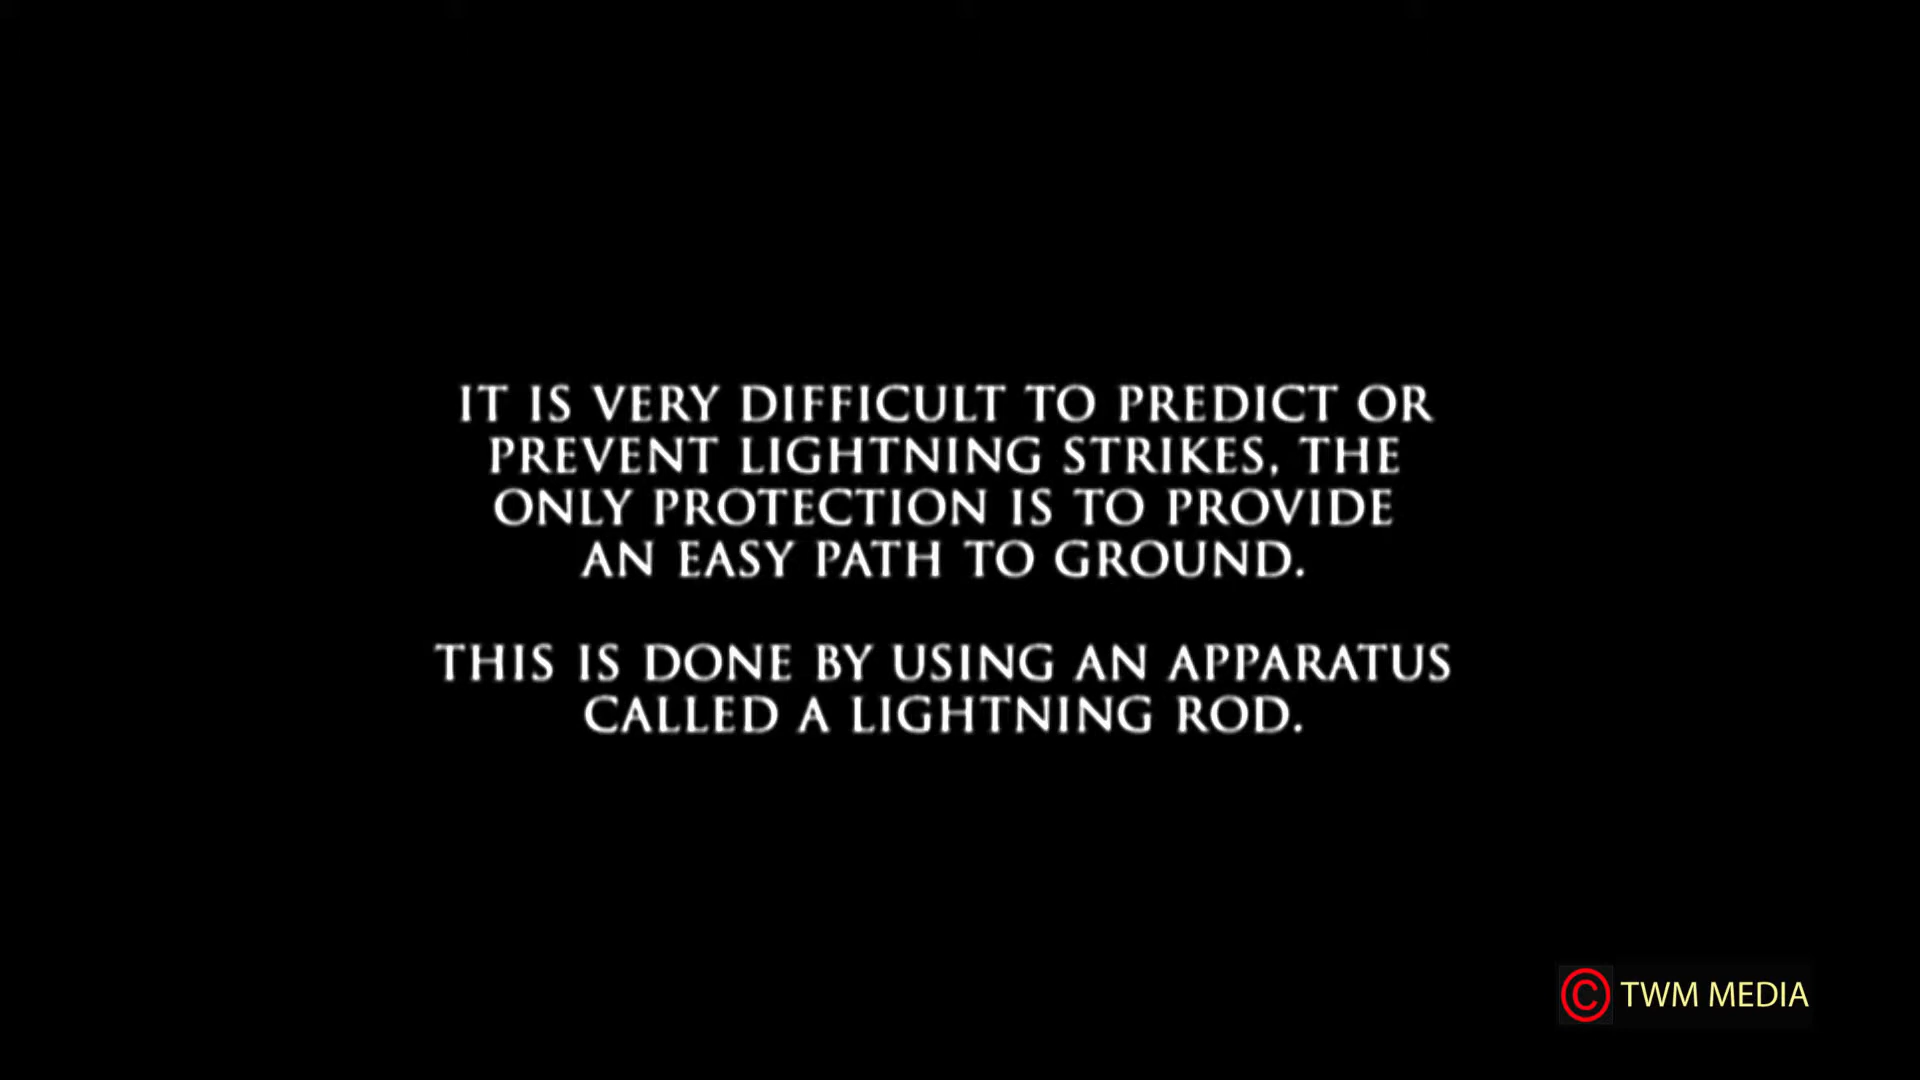 IT IS VERY DIFFICULT TO PREDICT OR
PREVENT LIGHTNING STRIKES, THE
ONLY PROTECTION IS TO PROVIDE
AN EASY PATH TO GROUND.
THIS IS DONE BY USING AN APPARATUS
CALLED A LIGHTNING ROD.
© TWM MEDIA